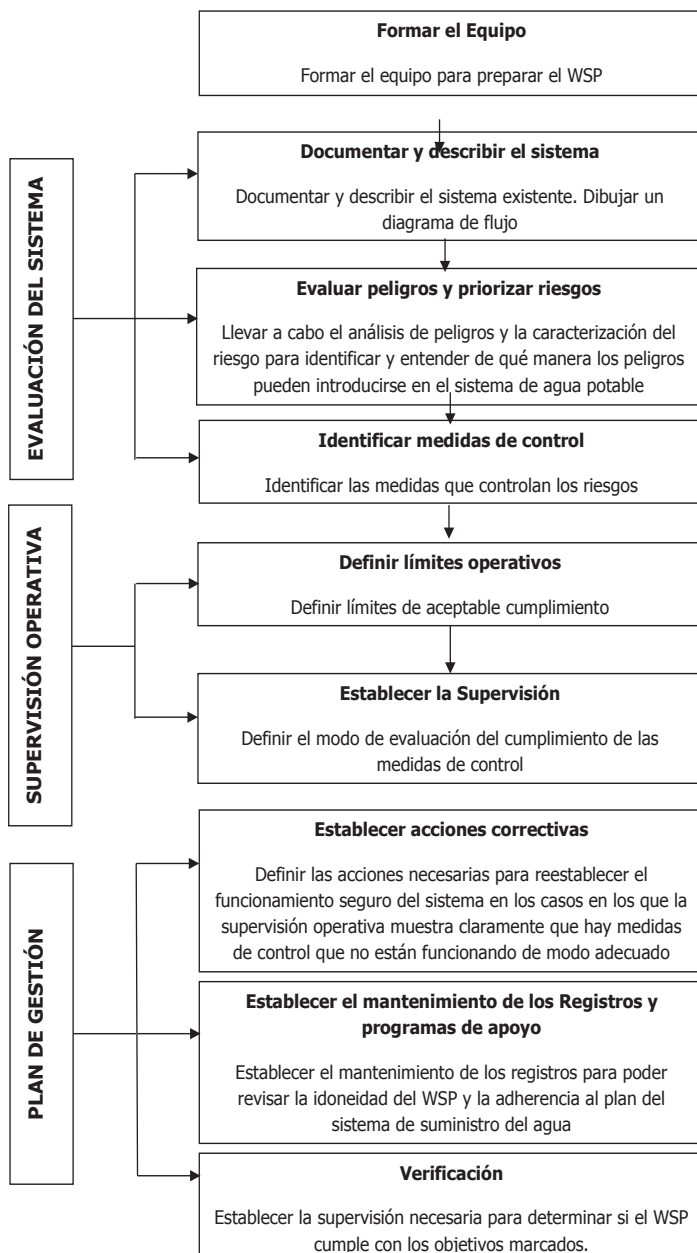 Formar el Equipo
Formar el equipo para preparar el WSP
EVALUACIÓN DEL SISTEMA
Documentar y describir el sistema
Documentar y describir el sistema existente. Dibujar un
diagrama de flujo
Evaluar peligros y priorizar riesgos
Llevar a cabo el análisis de peligros y la caracterización del
riesgo para identificar y entender de qué manera los peligros
pueden introducirse en el sistema de agua potable
Identificar medidas de control
Identificar las medidas que controlan los riesgos
SUPERVISIÓN OPERATIVA
Definir límites operativos
Definir límites de aceptable cumplimiento
Establecer la Supervisión
Definir el modo de evaluación del cumplimiento de las
medidas de control
PLAN DE GESTIÓN
Establecer acciones correctivas
Definir las acciones necesarias para reestablecer el
funcionamiento seguro del sistema en los casos en los que la
supervisión operativa muestra claramente que hay medidas
de control que no están funcionando de modo adecuado
Establecer el mantenimiento de los Registros y
programas de apoyo
Establecer el mantenimiento de los registros para poder
revisar la idoneidad del WSP y la adherencia al plan del
sistema de suministro del agua
Verificación
Establecer la supervisión necesaria para determinar si el WSP
cumple con los objetivos marcados.